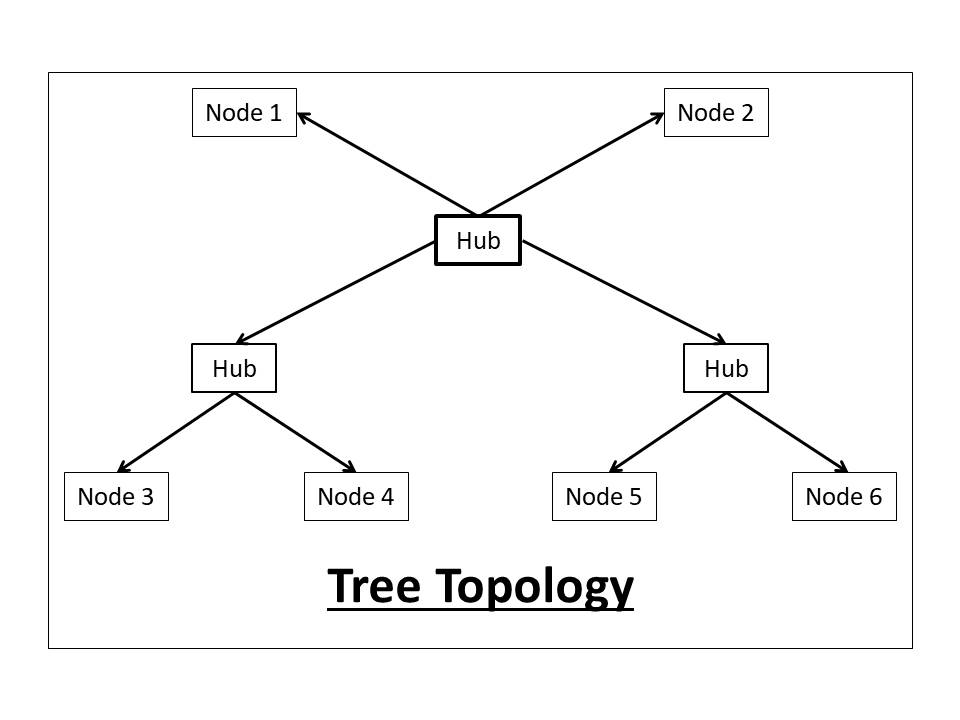 Node 1
Node 2
Hub
Hub
Hub
Node 3
Node 4
Node 5
Node 6
Tree Topology